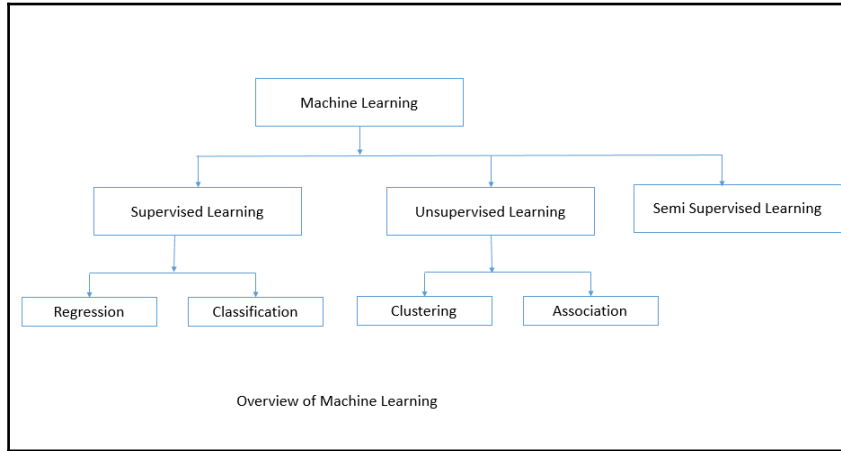 Machine Learning
Supervised Learning
Unsupervised Learning
Semi Supervised Learning
Regression
Classification
Clustering
Association
Overview of Machine Learning